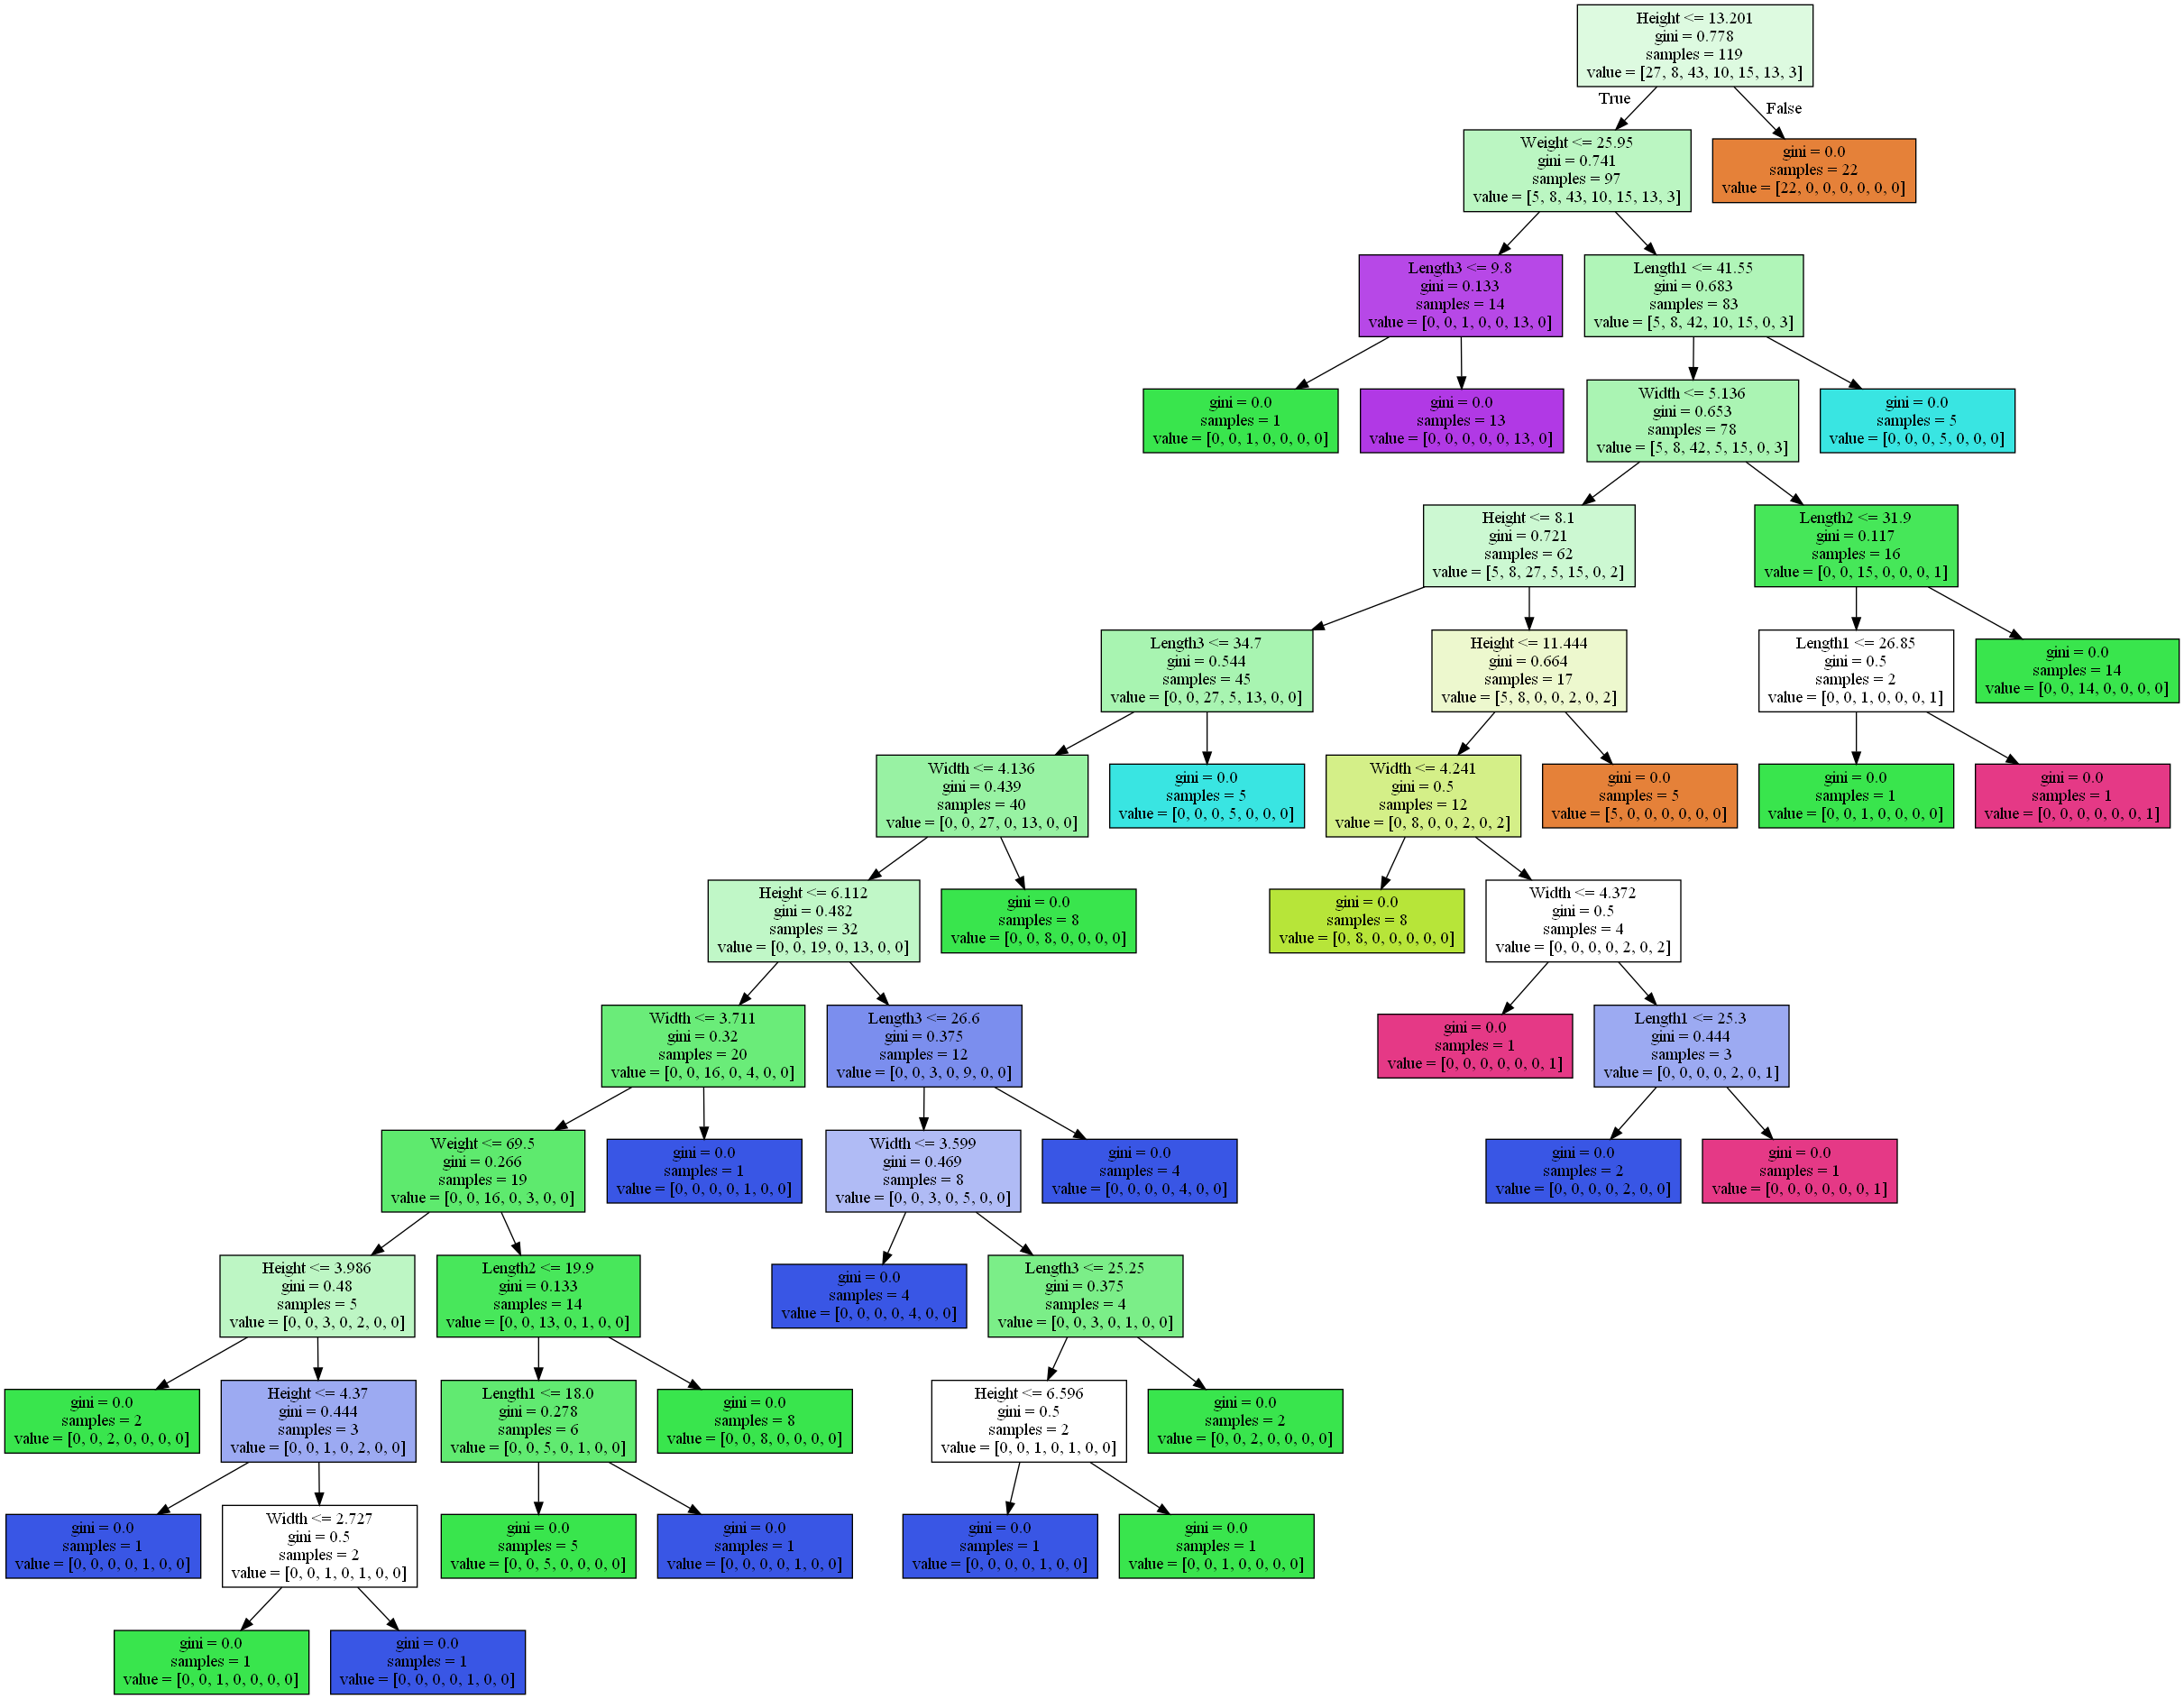 Height <= 13.201
gini = 0.778
samples = 119
value = [27, 8, 43, 10, 15, 13, 3]
True
False
Weight <= 25.95
gini = 0.741
samples = 97
value = [5, 8, 43, 10, 15, 13, 3]
gini = 0.0
samples = 22
value = [22, 0, 0, 0, 0, 0, 0]
Length3 <= 9.8
gini = 0.133
samples = 14
value = [0, 0, 1, 0, 0, 13, 0]
Length1 <= 41.55
gini = 0.683
samples = 83
value = [5, 8, 42, 10, 15, 0, 3]
gini = 0.0
samples = 1
value = [0, 0, 1, 0, 0, 0, 0]
gini = 0.0
samples = 13
value = [0, 0, 0, 0, 0, 13, 0]
Width <= 5.136
gini = 0.653
samples = 78
value = [5, 8, 42, 5, 15, 0, 3]
gini = 0.0
samples = 5
value = [0, 0, 0, 5, 0, 0, 0]
Height <= 8.1
gini = 0.721
samples = 62
value = [5, 8, 27, 5, 15, 0, 2]
Length2 <= 31.9
gini = 0.117
samples = 16
value = [0, 0, 15, 0, 0, 0, 1]
Length3 <= 34.7
gini = 0.544
samples = 45
value = [0, 0, 27, 5, 13, 0, 0]
Height <= 11.444
gini = 0.664
samples = 17
value = [5, 8, 0, 0, 2, 0, 2]
Length1 <= 26.85
gini = 0.5
samples = 2
value = [0, 0, 1, 0, 0, 0, 1]
gini = 0.0
samples = 14
value = [0, 0, 14, 0, 0, 0, 0]
Width <= 4.136
gini = 0.439
samples = 40
value = [0, 0, 27, 0, 13, 0, 0]
gini = 0.0
samples = 5
value = [0, 0, 0, 5, 0, 0, 0]
Width <= 4.241
gini = 0.5
samples = 12
value = [0, 8, 0, 0, 2, 0, 2]
gini = 0.0
samples = 5
value = [5, 0, 0, 0, 0, 0, 0]
gini = 0.0
samples = 1
value = [0, 0, 1, 0, 0, 0, 0]
gini = 0.0
samples = 1
value = [0, 0, 0, 0, 0, 0, 1]
Height <= 6.112
gini = 0.482
samples = 32
value = [0, 0, 19, 0, 13, 0, 0]
gini = 0.0
samples = 8
value = [0, 0, 8, 0, 0, 0, 0]
gini = 0.0
samples = 8
value = [0, 8, 0, 0, 0, 0, 0]
Width <= 4.372
gini = 0.5
samples = 4
value = [0, 0, 0, 0, 2, 0, 2]
Width <= 3.711
gini = 0.32
samples = 20
value = [0, 0, 16, 0, 4, 0, 0]
Length3 <= 26.6
gini = 0.375
samples = 12
value = [0, 0, 3, 0, 9, 0, 0]
gini = 0.0
samples = 1
value = [0, 0, 0, 0, 0, 0, 1]
Length1 <= 25.3
gini = 0.444
samples = 3
value = [0, 0, 0, 0, 2, 0, 1]
Weight <= 69.5
gini = 0.266
samples = 19
value = [0, 0, 16, 0, 3, 0, 0]
gini = 0.0
samples = 1
value = [0, 0, 0, 0, 1, 0, 0]
Width <= 3.599
gini = 0.469
samples = 8
value = [0, 0, 3, 0, 5, 0, 0]
gini = 0.0
samples = 4
value = [0, 0, 0, 0, 4, 0, 0]
gini = 0.0
samples = 2
value = [0, 0, 0, 0, 2, 0, 0]
gini = 0.0
samples = 1
value = [0, 0, 0, 0, 0, 0, 1]
Height <= 3.986
gini = 0.48
samples = 5
value = [0, 0, 3, 0, 2, 0, 0]
Length2 <= 19.9
gini = 0.133
samples = 14
value = [0, 0, 13, 0, 1, 0, 0]
gini = 0.0
samples = 4
value = [0, 0, 0, 0, 4, 0, 0]
Length3 <= 25.25
gini = 0.375
samples = 4
value = [0, 0, 3, 0, 1, 0, 0]
gini = 0.0
samples = 2
value = [0, 0, 2, 0, 0, 0, 0]
Height <= 4.37
gini = 0.444
samples = 3
value = [0, 0, 1, 0, 2, 0, 0]
Length1 <= 18.0
gini = 0.278
samples = 6
value = [0, 0, 5, 0, 1, 0, 0]
gini = 0.0
samples = 8
value = [0, 0, 8, 0, 0, 0, 0]
Height <= 6.596
gini = 0.5
samples = 2
value = [0, 0, 1, 0, 1, 0, 0]
gini = 0.0
samples = 2
value = [0, 0, 2, 0, 0, 0, 0]
gini = 0.0
samples = 1
value = [0, 0, 0, 0, 1, 0, 0]
Width <= 2.727
gini = 0.5
samples = 2
value = [0, 0, 1, 0, 1, 0, 0]
gini = 0.0
samples = 5
value = [0, 0, 5, 0, 0, 0, 0]
gini = 0.0
samples = 1
value = [0, 0, 0, 0, 1, 0, 0]
gini = 0.0
samples = 1
value = [0, 0, 0, 0, 1, 0, 0]
gini = 0.0
samples = 1
value = [0, 0, 1, 0, 0, 0, 0]
gini = 0.0
samples = 1
value = [0, 0, 1, 0, 0, 0, 0]
gini = 0.0
samples = 1
value = [0, 0, 0, 0, 1, 0, 0]